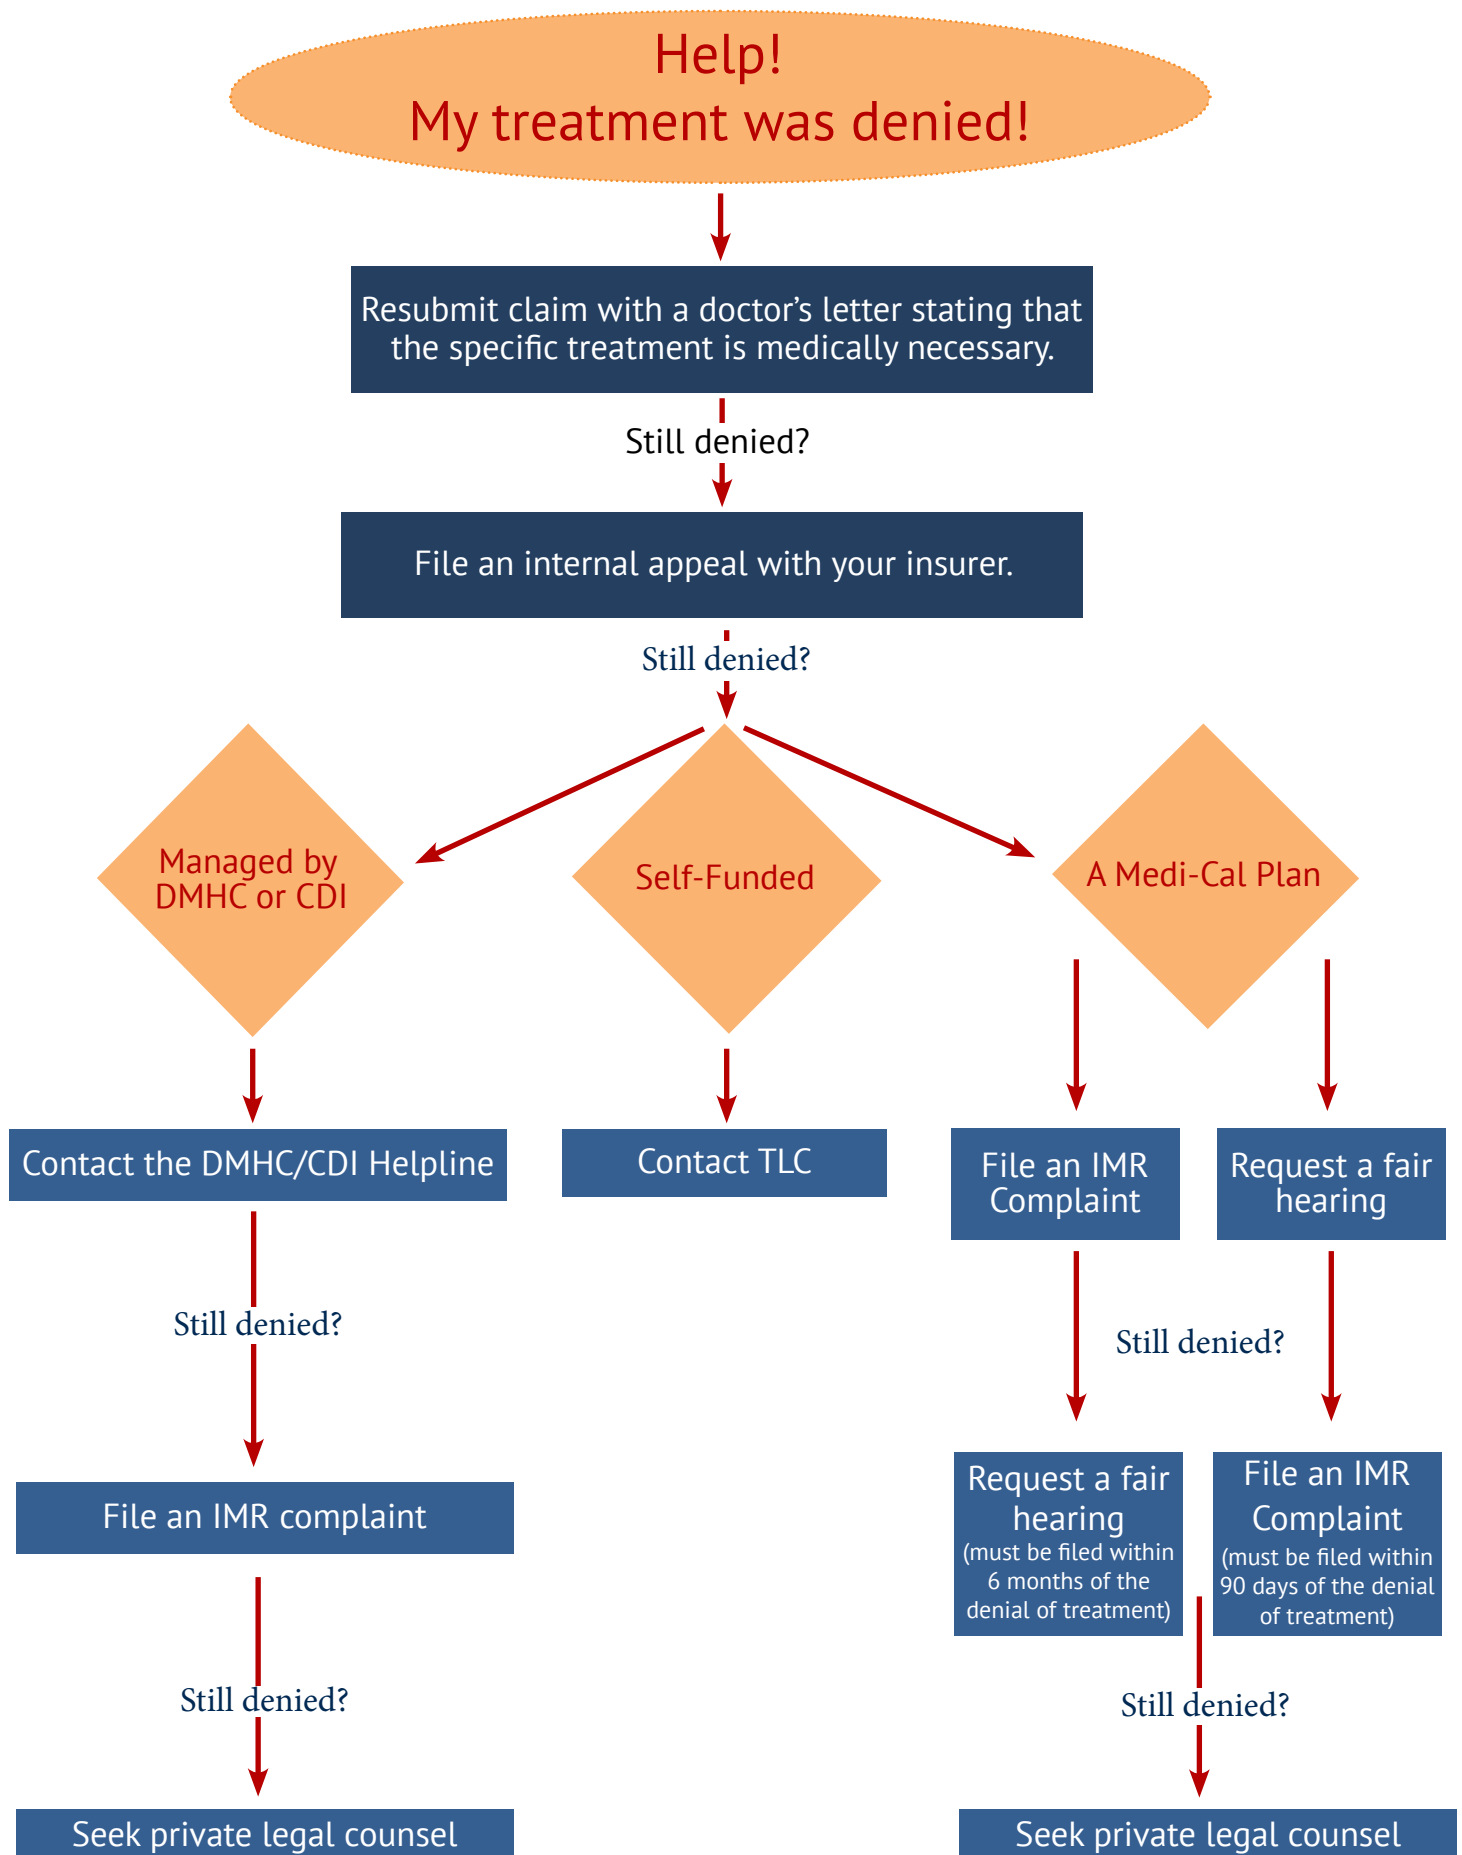 Help!
My treatment was denied!
Resubmit claim with a doctor's letter stating that
the specific treatment is medically necessary.
Still denied?
File an internal appeal with your insurer.
Still denied?
Managed by
DMHC or CDI
Self-Funded
A Medi-Cal Plan
Contact the DMHC/CDI Helpline
Contact TLC
File an IMR
Complaint
Request a fair
hearing
Still denied?
Still denied?
File an IMR complaint
Request a fair
hearing
(must be filed within
6 months of the
denial of treatment)
File an IMR
Complaint
(must be filed within
90 days of the denial
of treatment)
Still denied?
Still denied?
Seek private legal counsel
Seek private legal counsel